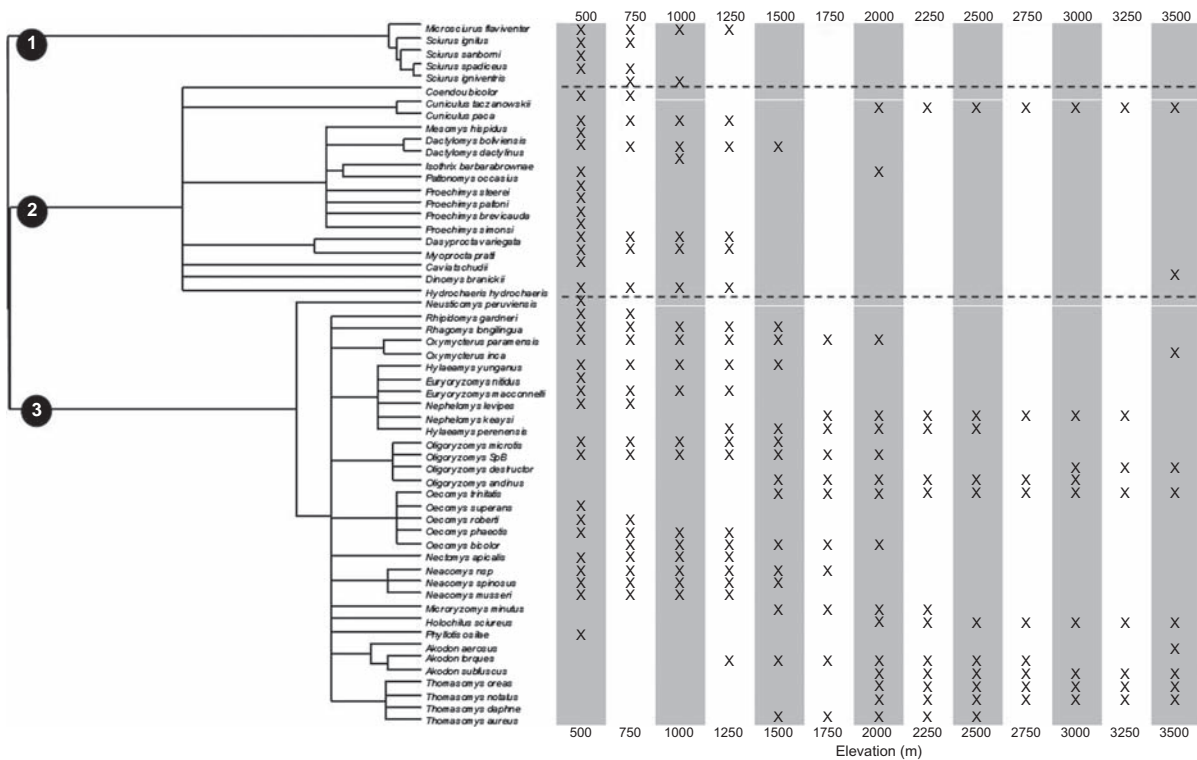 500 750 1000 1250 1500 1750 2000 2250 2500 2750 3000 3250 3500
Microsciurus flaviventer X X X X
1 Sciurus ignitus X X
Sciurus sanborni X
Sciurus spadiceus X X
Sciurus igniventris X X
Coendou bicolor X X
Cuniculus taczanowskii X X X X X
Cuniculus paca X X X X
Mesomys hispidus X
Dactylomys boliviensis X X X X X
Dactylomys dactylinus X
Isothrix barbarabrownae X X
Pattonomys occasius X
Proechimys steerei X
Proechimys pattoni X
2 Proechimys brevicauda X
Proechimys simonsi X
Dasyprocta variegata X X X X
Myoprocta pratti X X X X
Cavia tschudii X
Dinomys branickii
Hydrochaeris hydrochaeris X X X X
Neusticomys peruviensis X
Rhipidomys gardneri X X
Rhagomys longilingua X X X X X
Oxymycterus paramensis X X X X X X X
Oxymycterus inca X
Hylaeamys yunganus X X X X X
Euryoryzomys nitidus X
Euryoryzomys macconnelli X X X X
3 Nephelomys levipes X X
Nephelomys keaysi X X X X X X
Hylaeamys perenensis X X X X X
Oligoryzomys microtis X X X X X
Oligoryzomys SpB X X X X X X
Oligoryzomys destructor X X
Oligoryzomys andinus X X X X X X
Oecomys trinitatis X X X X X X X X
Oecomys superans X
Oecomys roberti X X
Oecomys phaeotis X X X X
Oecomys bicolor X X X X X X
Nectomys apicalis X X X X
Neacomys nsp X X X X X X
Neacomys spinosus X X X X X
Neacomys musseri X X X X
Microryzomys minutus X X X
Holochilus sciureus X X X X X X
Phyllotis osilae X
Akodon aerosus X
Akodon torques X X X X X X
Akodon subfuscus X X X X X
Thomasomys oreas X X X X X X
Thomasomys notatus X X X X X X
Thomasomys daphne
Thomasomys aureus X X X X
500 750 1000 1250 1500 1750 2000 2250 2500 2750 3000 3250 3500
Elevation (m)